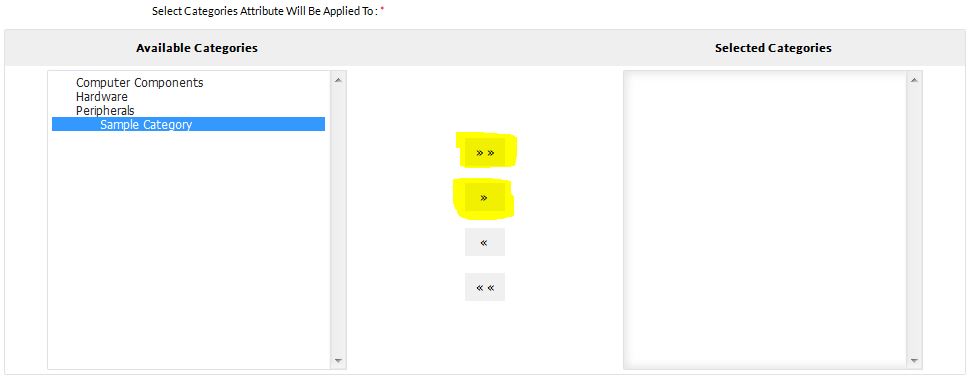 Select Categories Attribute Will Be Applied To : *
Available Categories
Selected Categories
Computer Components
Hardware
Peripherals
Sample Category
» »
»
«
« «